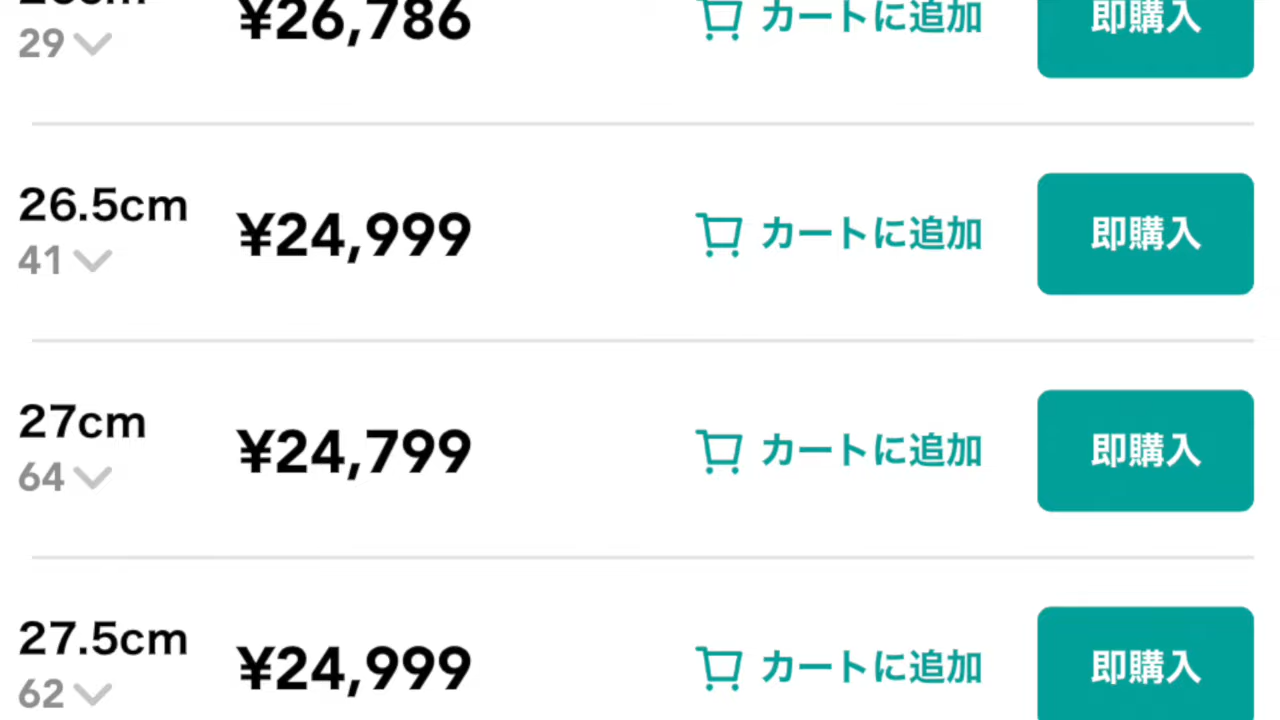 ¥26,786 カートに追加 即購入
29
26.5cm
¥24,999 カートに追加 即購入
41
27cm
¥24,799 カートに追加 即購入
64
27.5cm
¥24,999 カートに追加 即購入
62